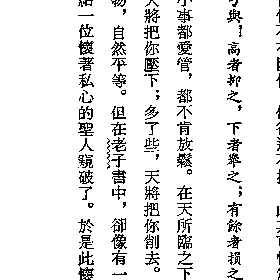 弓與！高者抑之，下者舉之；有餘者損之
小事都愛管，都不肯放鬆。在天所臨之下
天將把你壓下；多了些，天將把你削去。
物，自然平等。但在老子書中，卻像有一
給一位懷著私心的聖人窺破了。於是此懷